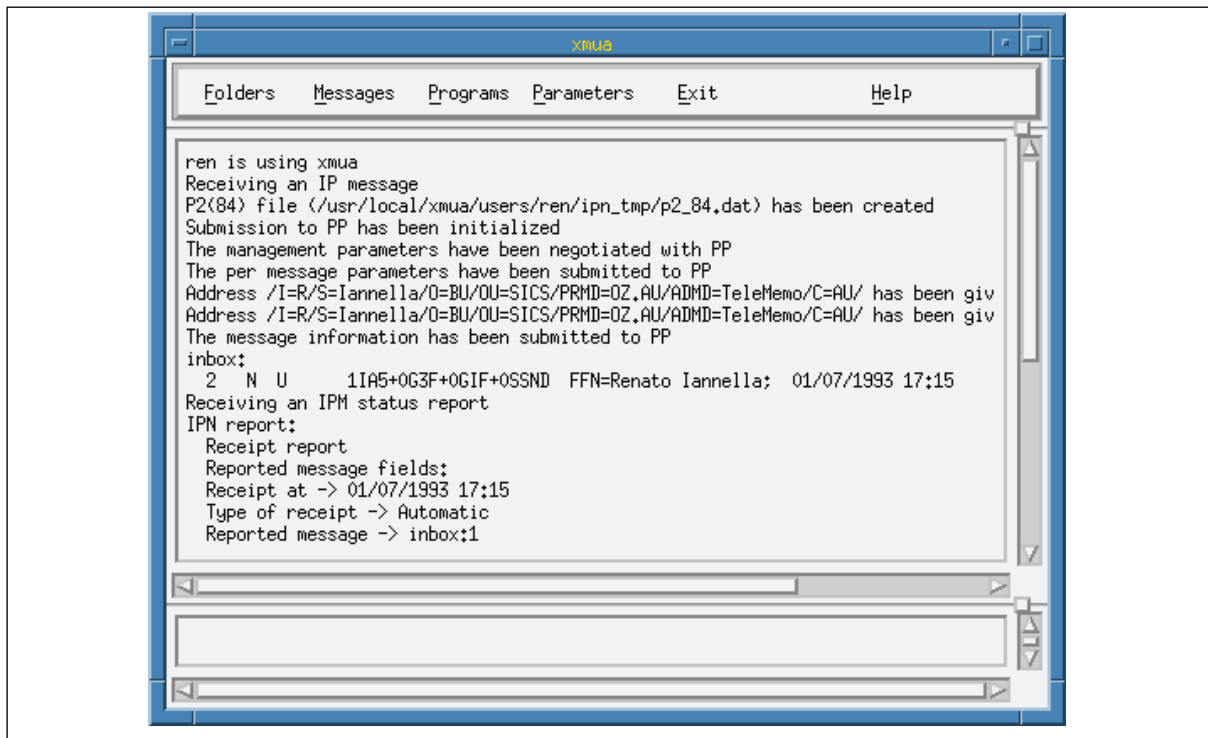 xmua
Folders Messages Programs Parameters Exit Help
ren is using xmua
Receiving an IP message
P2(84) file (/usr/local/xmua/users/ren/ipn_tmp/p2_84.dat) has been created
Submission to PP has been initialized
The management parameters have been negotiated with PP
The per message parameters have been submitted to PP
Address /I=R/S=Iannella/O=BU/OU=SICS/PRMD=OZ.AU/ADMD=TeleMemo/C=AU/ has been giv
Address /I=R/S=Iannella/O=BU/OU=SICS/PRMD=OZ.AU/ADMD=TeleMemo/C=AU/ has been giv
The message information has been submitted to PP
inbox:
2 N U 1IA5+0G3F+0GIF+0SSND FFN=Renato Iannella; 01/07/1993 17:15
Receiving an IPM status report
IPN report:
Receipt report
Reported message fields:
Receipt at -> 01/07/1993 17:15
Type of receipt -> Automatic
Reported message -> inbox:1